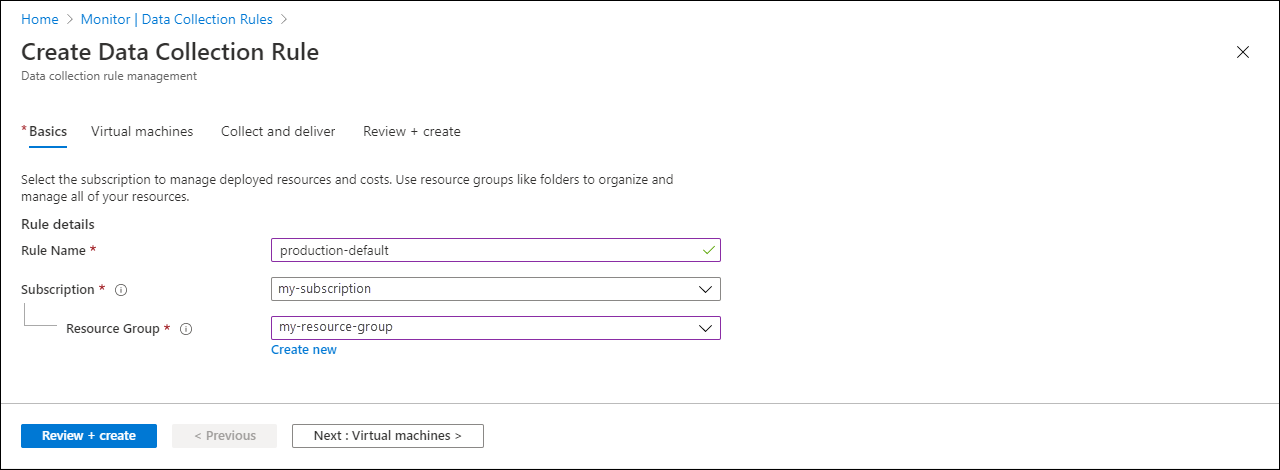 Home > Monitor | Data Collection Rules >
Create Data Collection Rule
Data collection rule management
* Basics Virtual machines Collect and deliver Review + create
Select the subscription to manage deployed resources and costs. Use resource groups like folders to organize and
manage all of your resources.
Rule details
Rule Name * production-default
Subscription * my-subscription
Resource Group * my-resource-group
Create new
Review + create < Previous Next : Virtual machines >